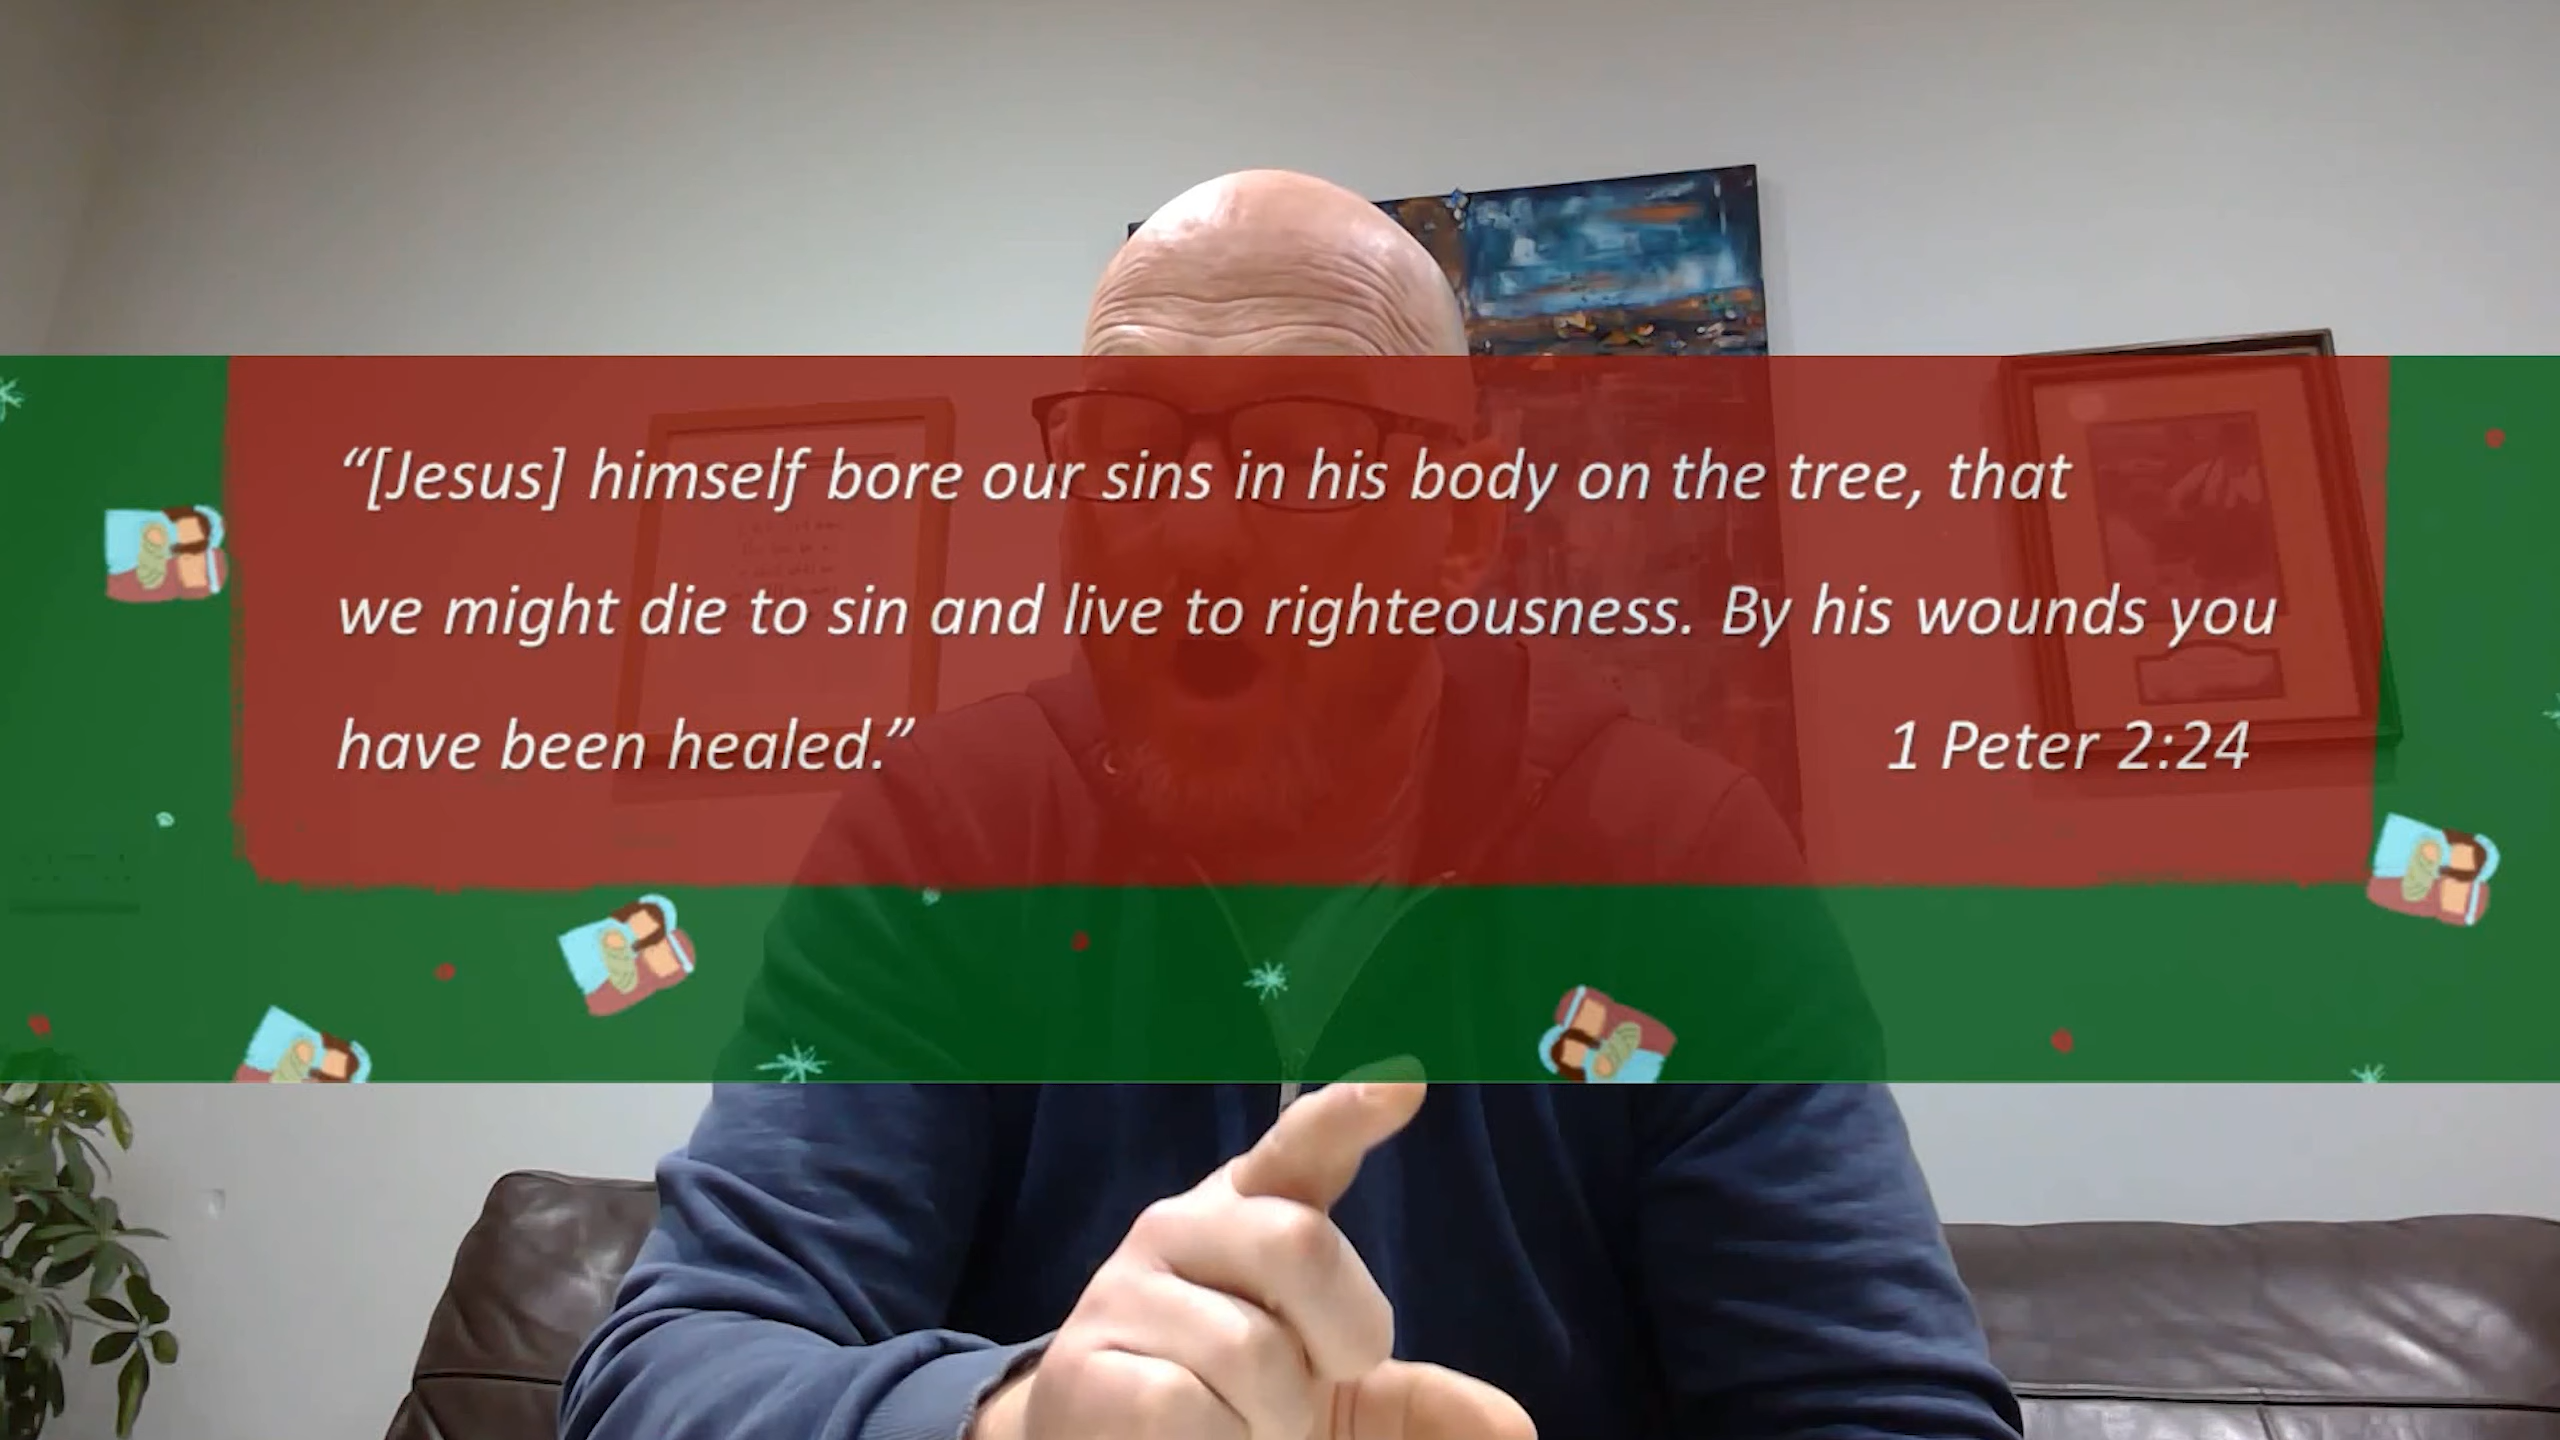 “[Jesus] himself bore our sins in his body on the tree, that
we might die to sin and live to righteousness. By his wounds you
have been healed.” 1 Peter 2:24